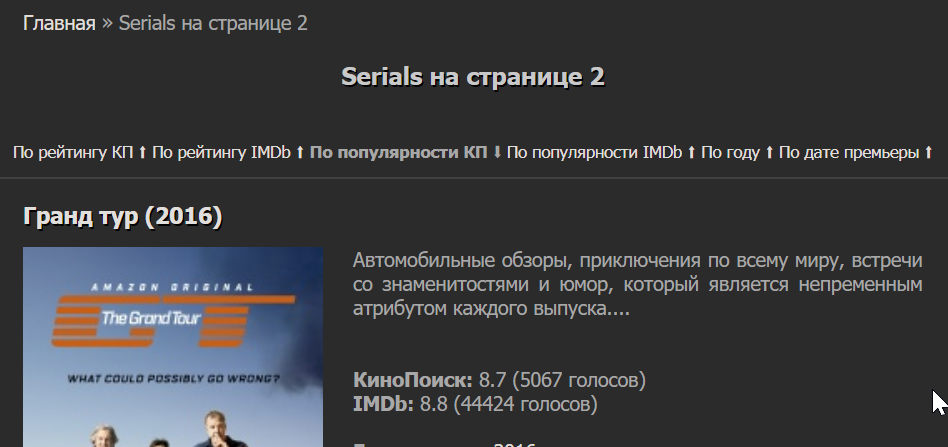 Главная » Serials на странице 2
Serials на странице 2
По рейтингу КП ⬆ По рейтингу IMDb ⬆ По популярности КП ⬇ По популярности IMDb ⬆ По году ⬆ По дате премьеры ⬆
Гранд тур (2016)
AMAZON ORIGINAL
GT
The Grand Tour
WHAT COULD POSSIBLY GO WRONG?
Автомобильные обзоры, приключения по всему миру, встречи
со знаменитостями и юмор, который является непременным
атрибутом каждого выпуска....
КиноПоиск: 8.7 (5067 голосов)
IMDb: 8.8 (44424 голосов)